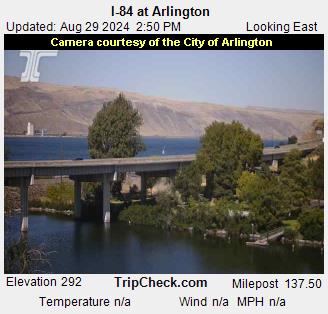 I-84 at Arlington
Updated: Aug 29 2024 2:50 PM Looking East
Camera courtesy of the City of Arlington
Elevation 292 TripCheck.com Milepost 137.50
Temperature n/a Wind n/a MPH n/a